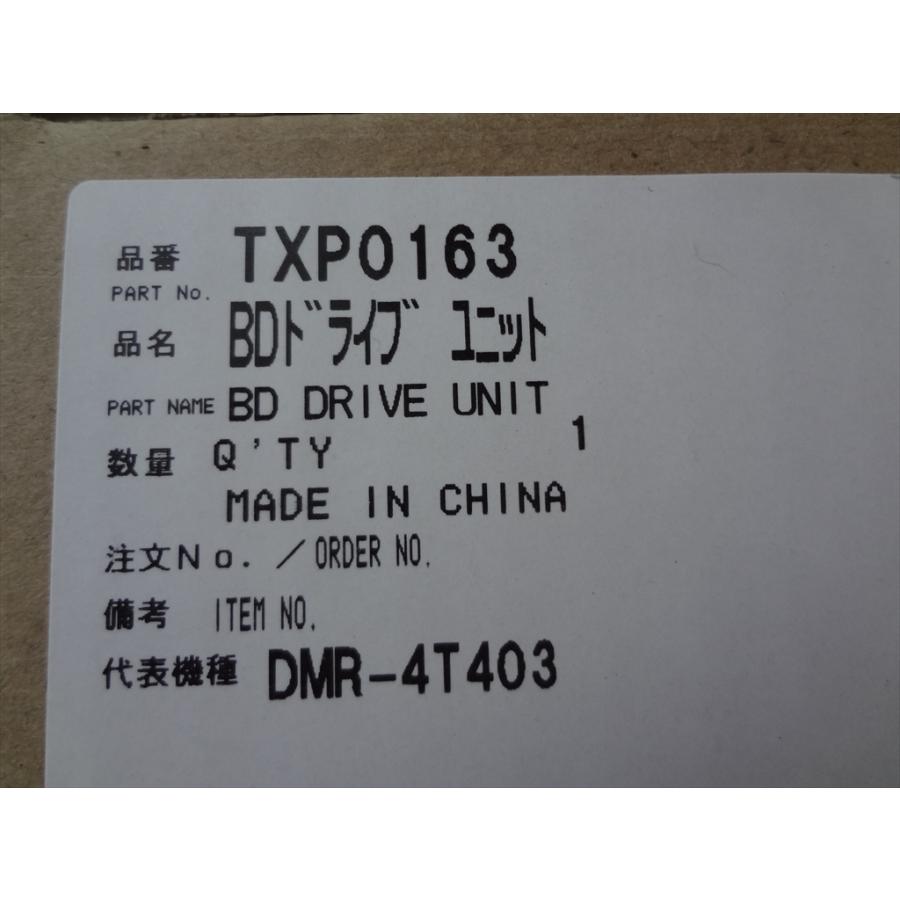 品番 TXP0163
PART No.
品名 BDﾄﾞﾗｲﾌﾞ ﾕﾆｯﾄ
PART NAME BD DRIVE UNIT
数量 Q'TY 1
MADE IN CHINA
注文No. ／ORDER NO.
備考 ITEM NO.
代表機種 DMR-4T403